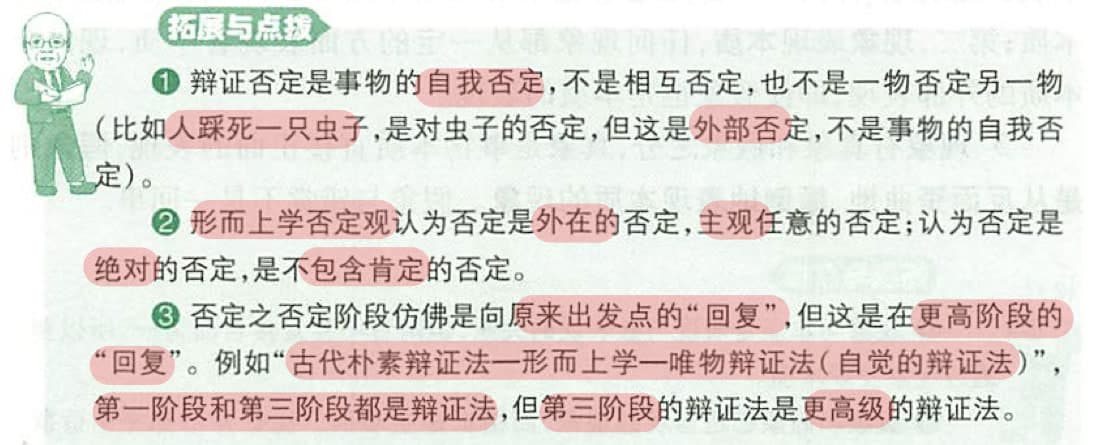 拓展与点拨
❶ 辩证否定是事物的自我否定,不是相互否定,也不是一物否定另一物
(比如人踩死一只虫子,是对虫子的否定,但这是外部否定,不是事物的自我否
定)。
❷ 形而上学否定观认为否定是外在的否定,主观任意的否定;认为否定是
绝对的否定,是不包含肯定的否定。
❸ 否定之否定阶段仿佛是向原来出发点的“回复”,但这是在更高阶段的
“回复”。例如“古代朴素辩证法—形而上学—唯物辩证法(自觉的辩证法)”,
第一阶段和第三阶段都是辩证法,但第三阶段的辩证法是更高级的辩证法。